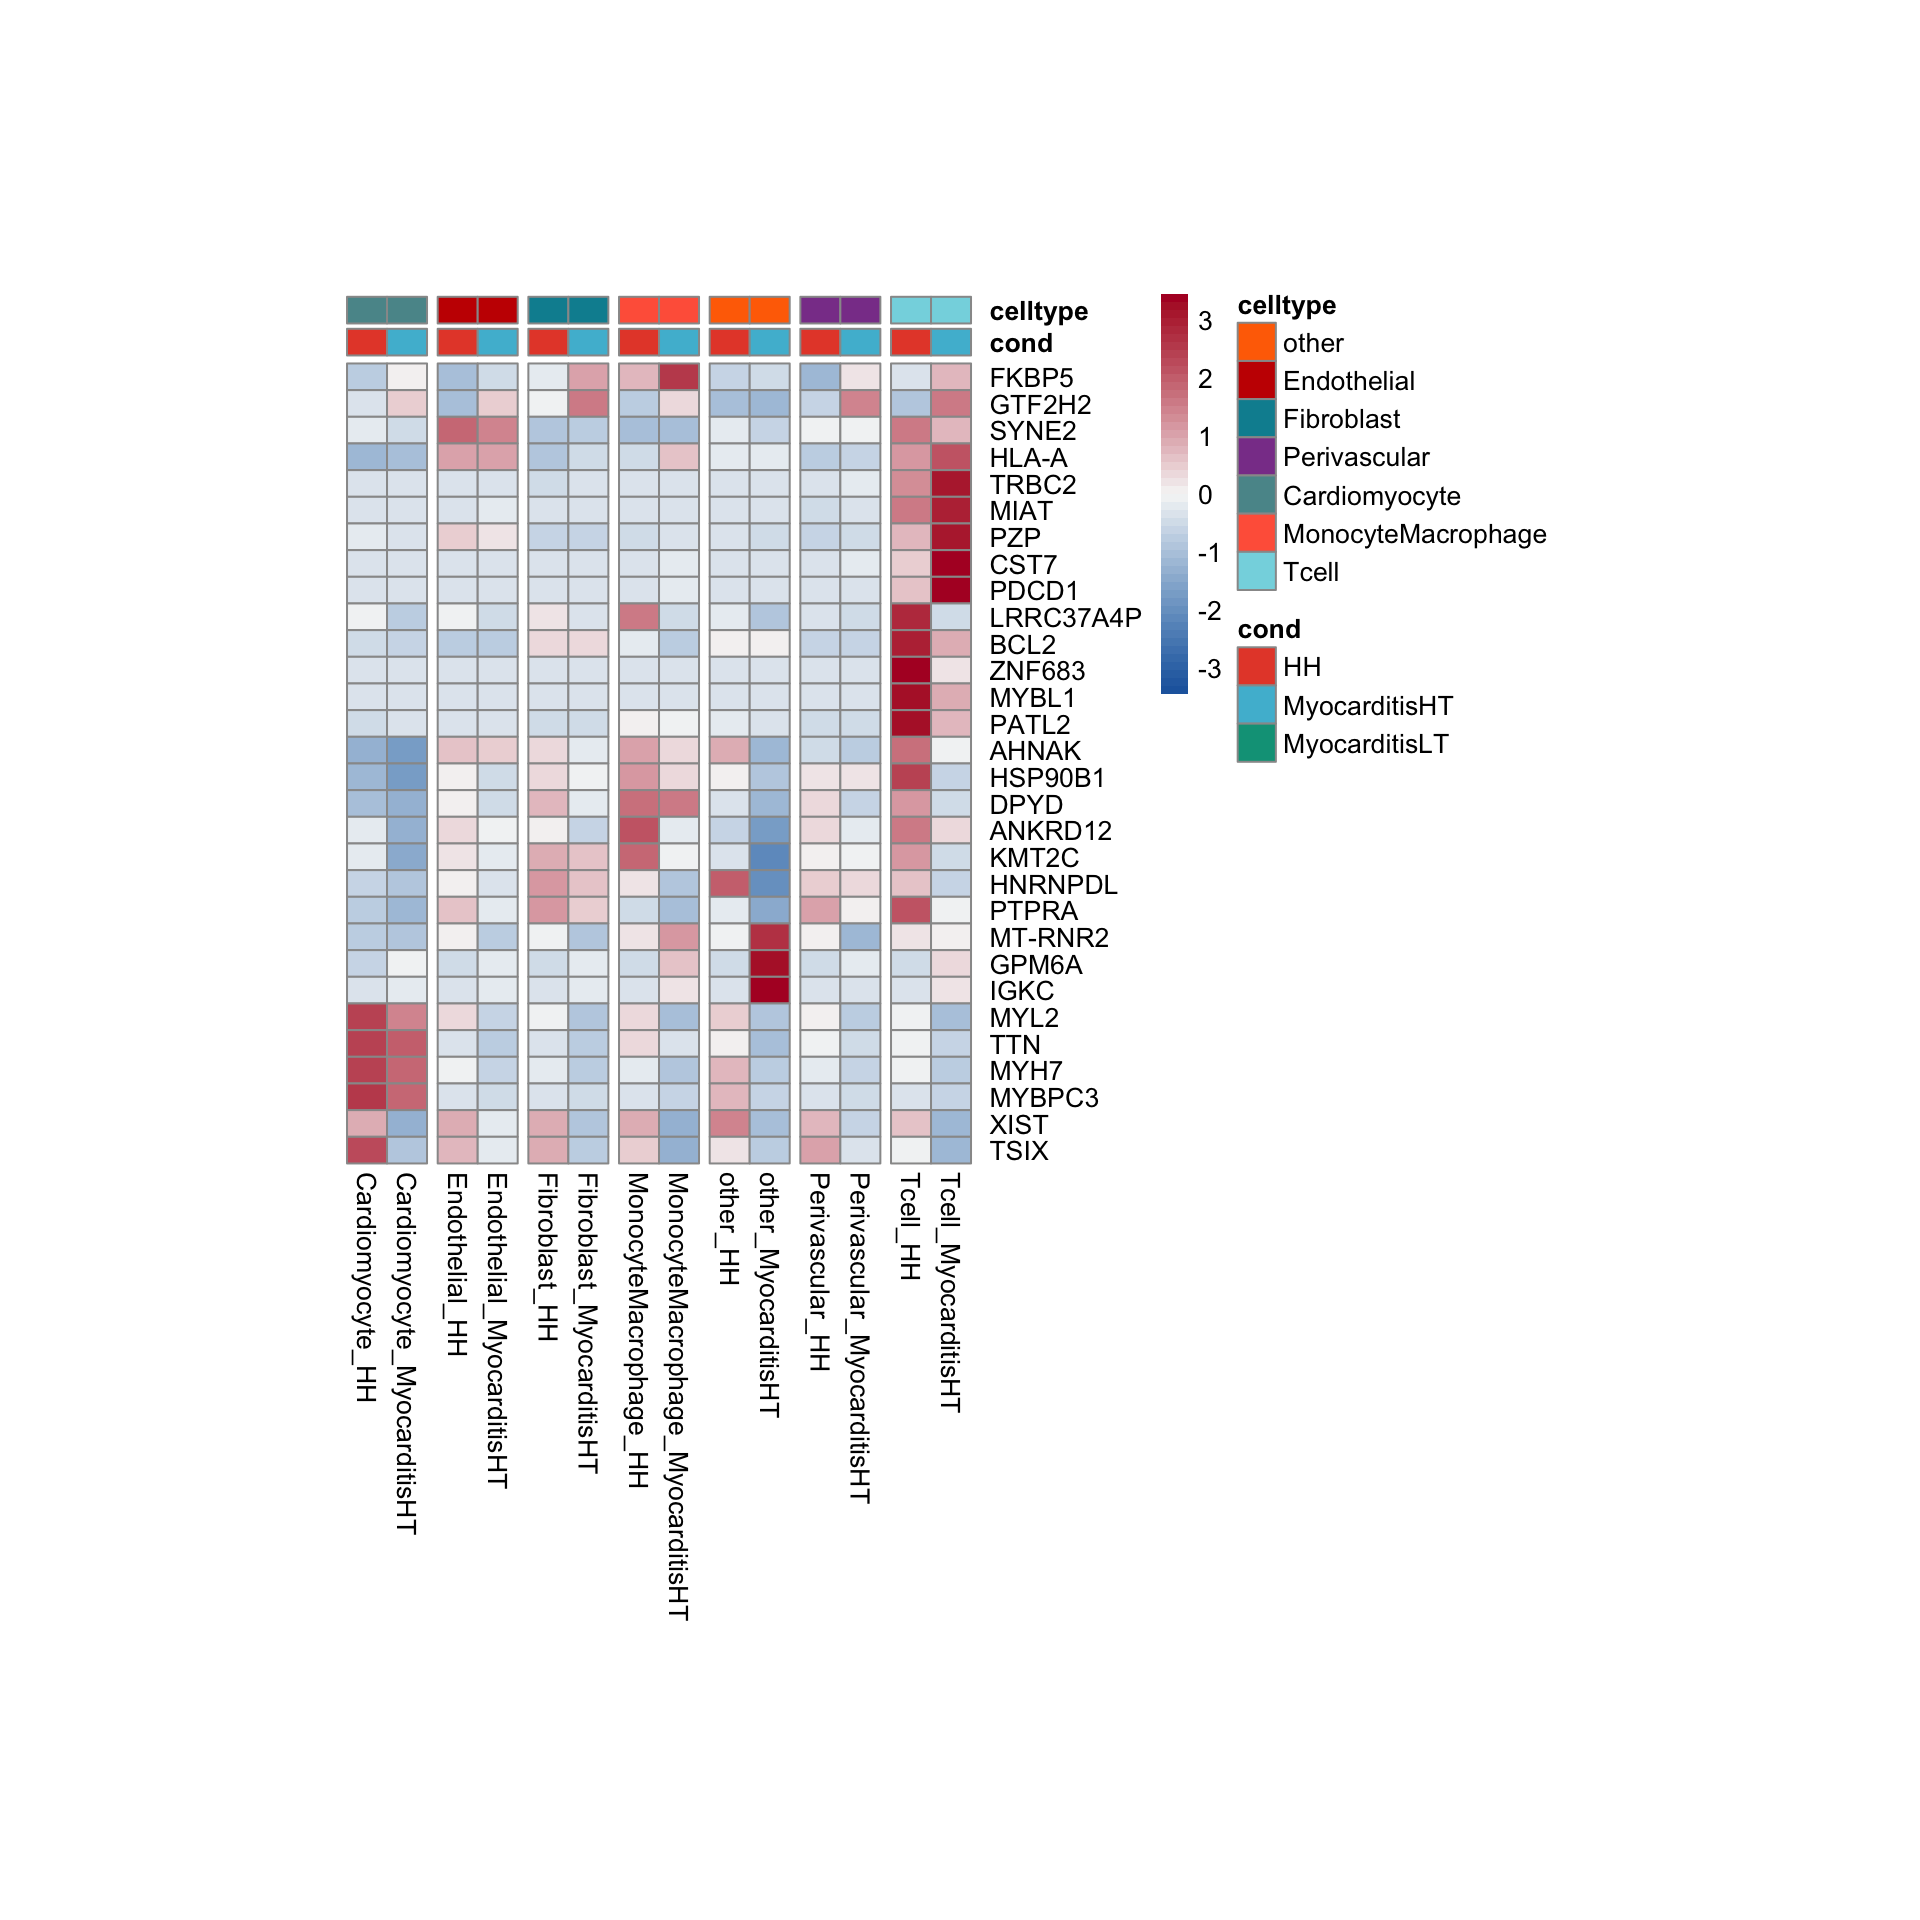 celltype
cond
FKBP5
GTF2H2
SYNE2
HLA-A
TRBC2
MIAT
PZP
CST7
PDCD1
LRRC37A4P
BCL2
ZNF683
MYBL1
PATL2
AHNAK
HSP90B1
DPYD
ANKRD12
KMT2C
HNRNPDL
PTPRA
MT-RNR2
GPM6A
IGKC
MYL2
TTN
MYH7
MYBPC3
XIST
TSIX
Cardiomyocyte_HH
Cardiomyocyte_MyocarditisHT
Endothelial_HH
Endothelial_MyocarditisHT
Fibroblast_HH
Fibroblast_MyocarditisHT
MonocyteMacrophage_HH
MonocyteMacrophage_MyocarditisHT
other_HH
other_MyocarditisHT
Perivascular_HH
Perivascular_MyocarditisHT
Tcell_HH
Tcell_MyocarditisHT
3
2
1
0
-1
-2
-3
celltype
other
Endothelial
Fibroblast
Perivascular
Cardiomyocyte
MonocyteMacrophage
Tcell
cond
HH
MyocarditisHT
MyocarditisLT